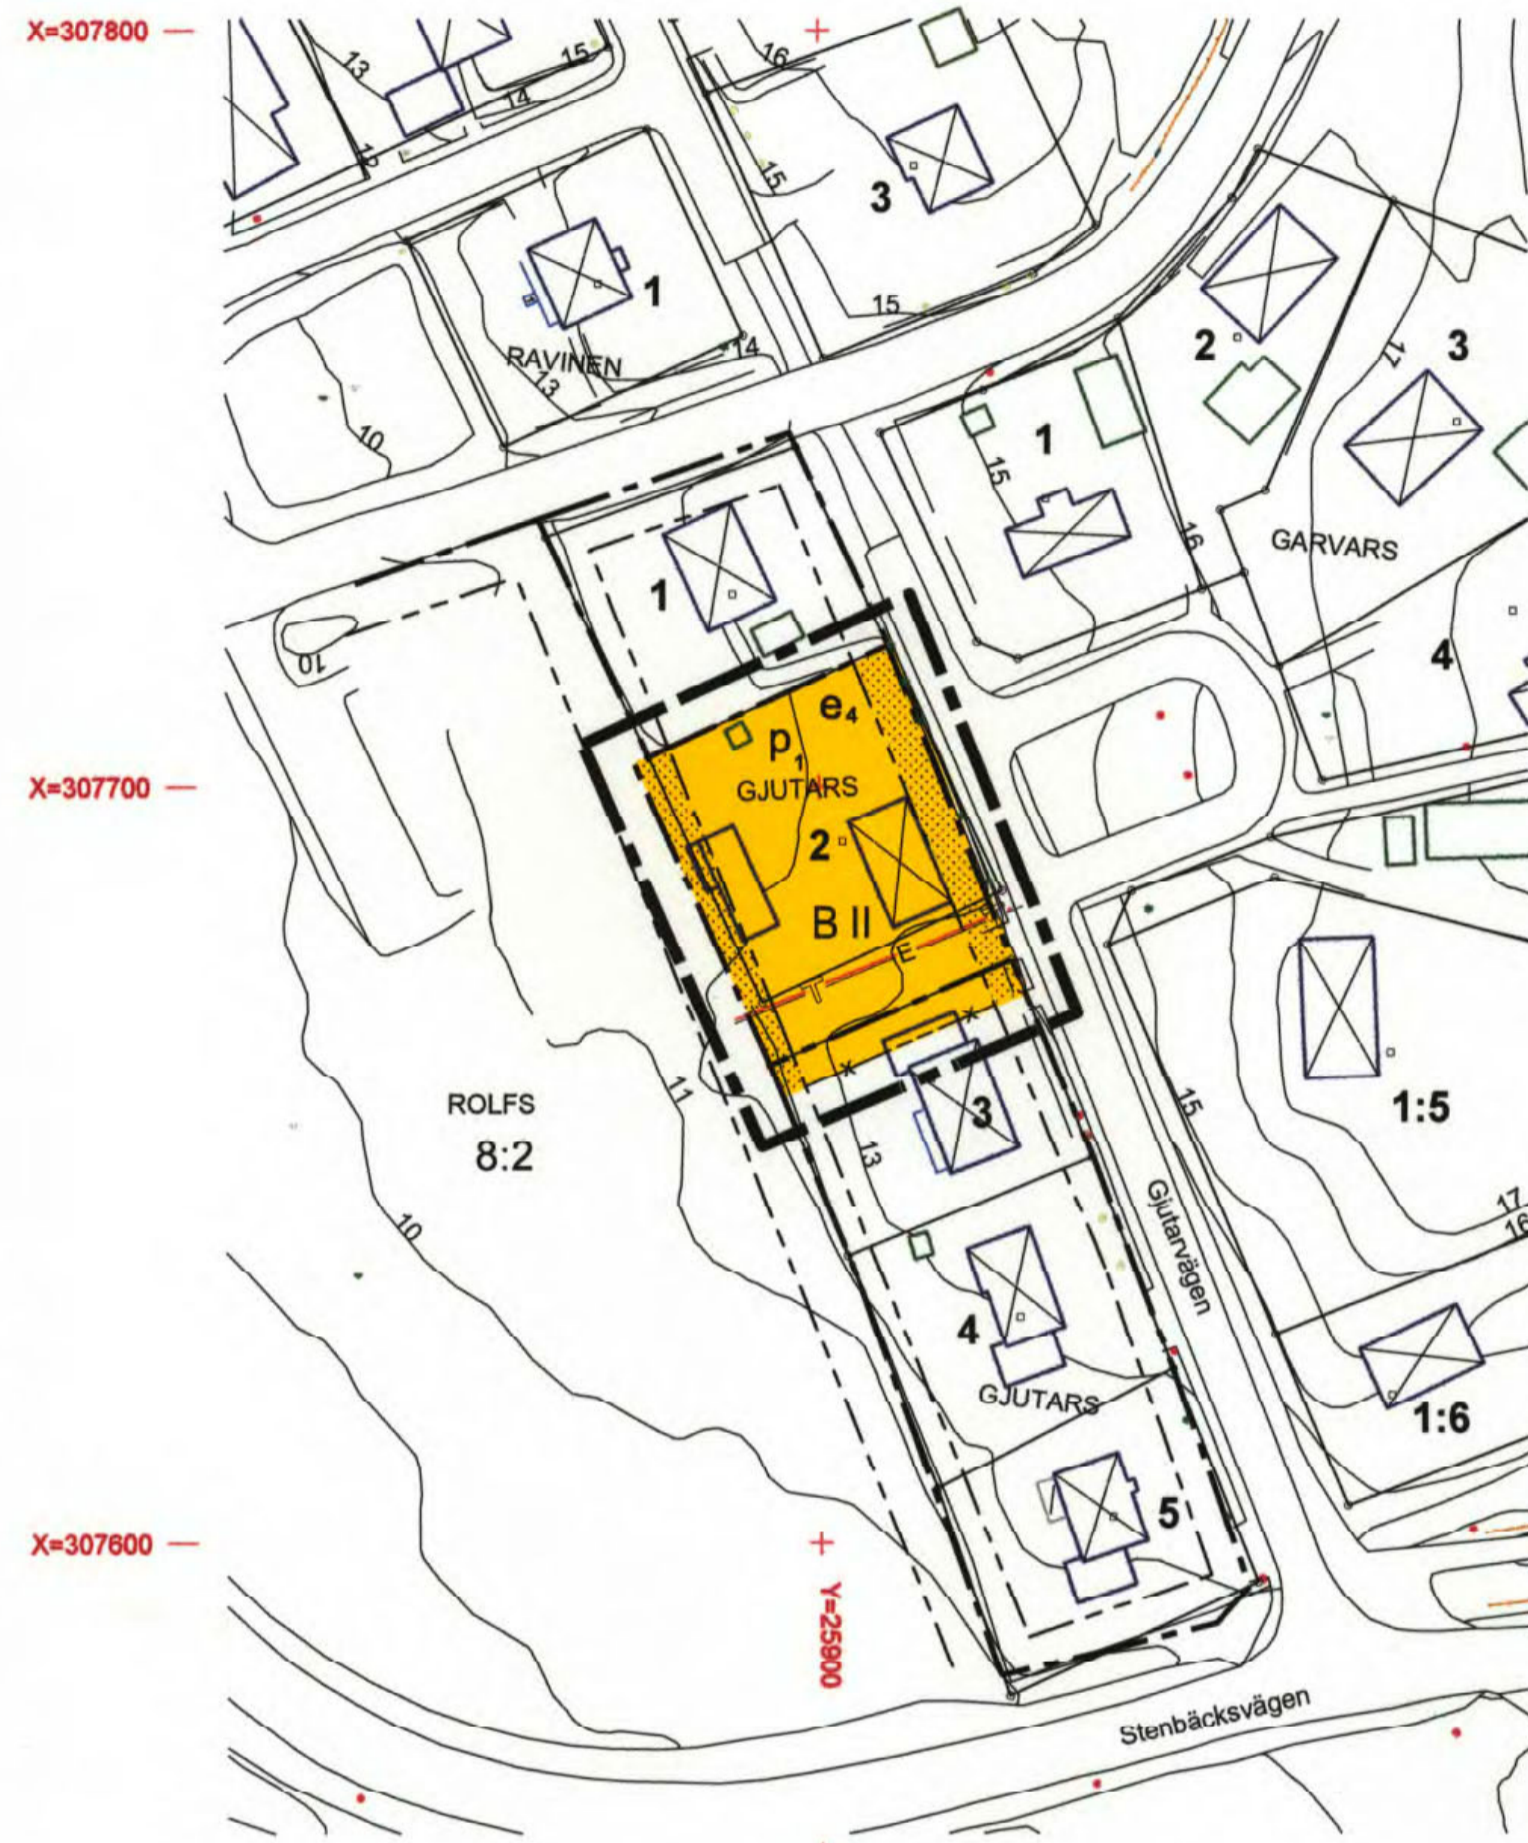 X=307800
13
15
14
12
16
15
3
15
1
14
RAVINEN
13
10
2
17
3
1
15
16
GARVARS
1
4
10
e4
p1
X=307700
GJUTARS
2
B II
E
T
x
x
3
ROLFS
8:2
11
13
15
1:5
10
Gjutarvägen
17
16
4
GJUTARS
1:6
5
X=307600
Y=25900
Stenbäcksvägen